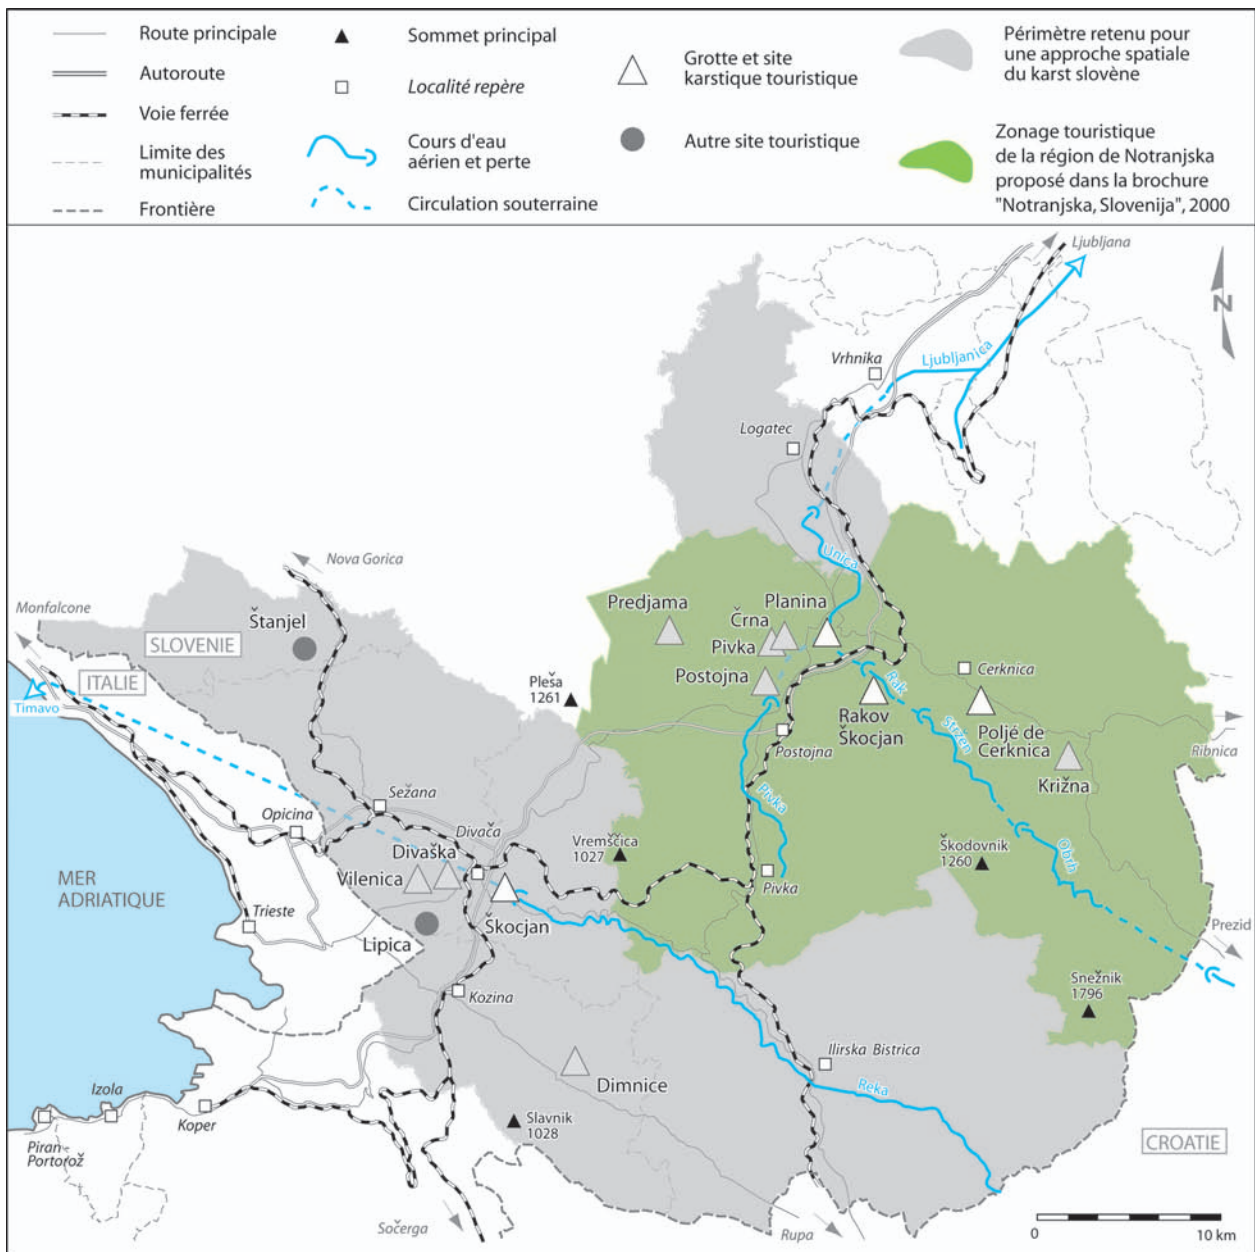 Route principale
Autoroute
Voie ferrée
Limite des
municipalités
Frontière
Sommet principal
Localité repère
Cours d'eau
aérien et perte
Circulation souterraine
Grotte et site
karstique touristique
Autre site touristique
Périmètre retenu pour
une approche spatiale
du karst slovène
Zonage touristique
de la région de Notranjska
proposé dans la brochure
"Notranjska, Slovenija", 2000
Ljubljana
N
Vrhnika
Ljubljanica
Logatec
Unica
Nova Gorica
Monfalcone
Štanjel
SLOVENIE
ITALIE
Timavo
Predjama
Planina
Črna
Pivka
Postojna
Pleša
1261
Cerknica
Rak
Rakov
Škocjan
Poljé de
Cerknica
Stržen
Ribnica
Postojna
Križna
Pivka
Sežana
Opicina
Divača
Divaška
Vilenica
Vremščica
1027
Škodovnik
1260
Obrh
Pivka
MER
ADRIATIQUE
Trieste
Škocjan
Lipica
Prezid
Kozina
Snežnik
1796
Ilirska Bistrica
Dimnice
Reka
Izola
Koper
Slavnik
1028
Piran
Portorož
CROATIE
Sočerga
Rupa
0
10 km